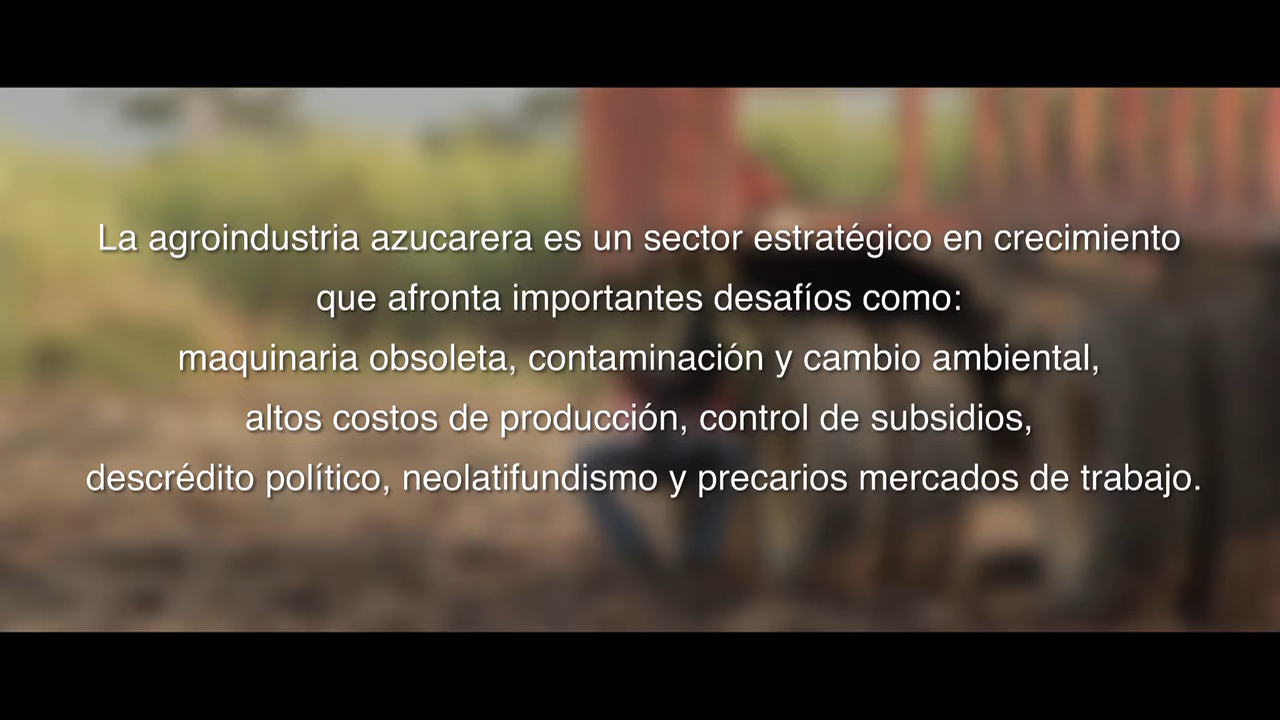 La agroindustria azucarera es un sector estratégico en crecimiento
que afronta importantes desafíos como:
maquinaria obsoleta, contaminación y cambio ambiental,
altos costos de producción, control de subsidios,
descrédito político, neolatifundismo y precarios mercados de trabajo.